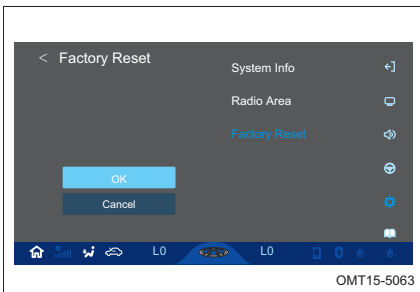 < Factory Reset
System Info
Radio Area
Factory Reset
OK
Cancel
L0
L0
OMT15-5063